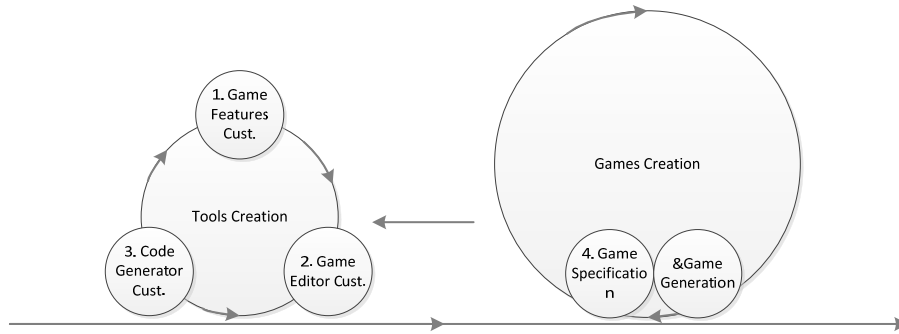 1. Game
Features
Cust.
Tools Creation
3. Code
Generator
Cust.
2. Game
Editor Cust.
Games Creation
4. Game
Specificatio
n
&Game
Generation